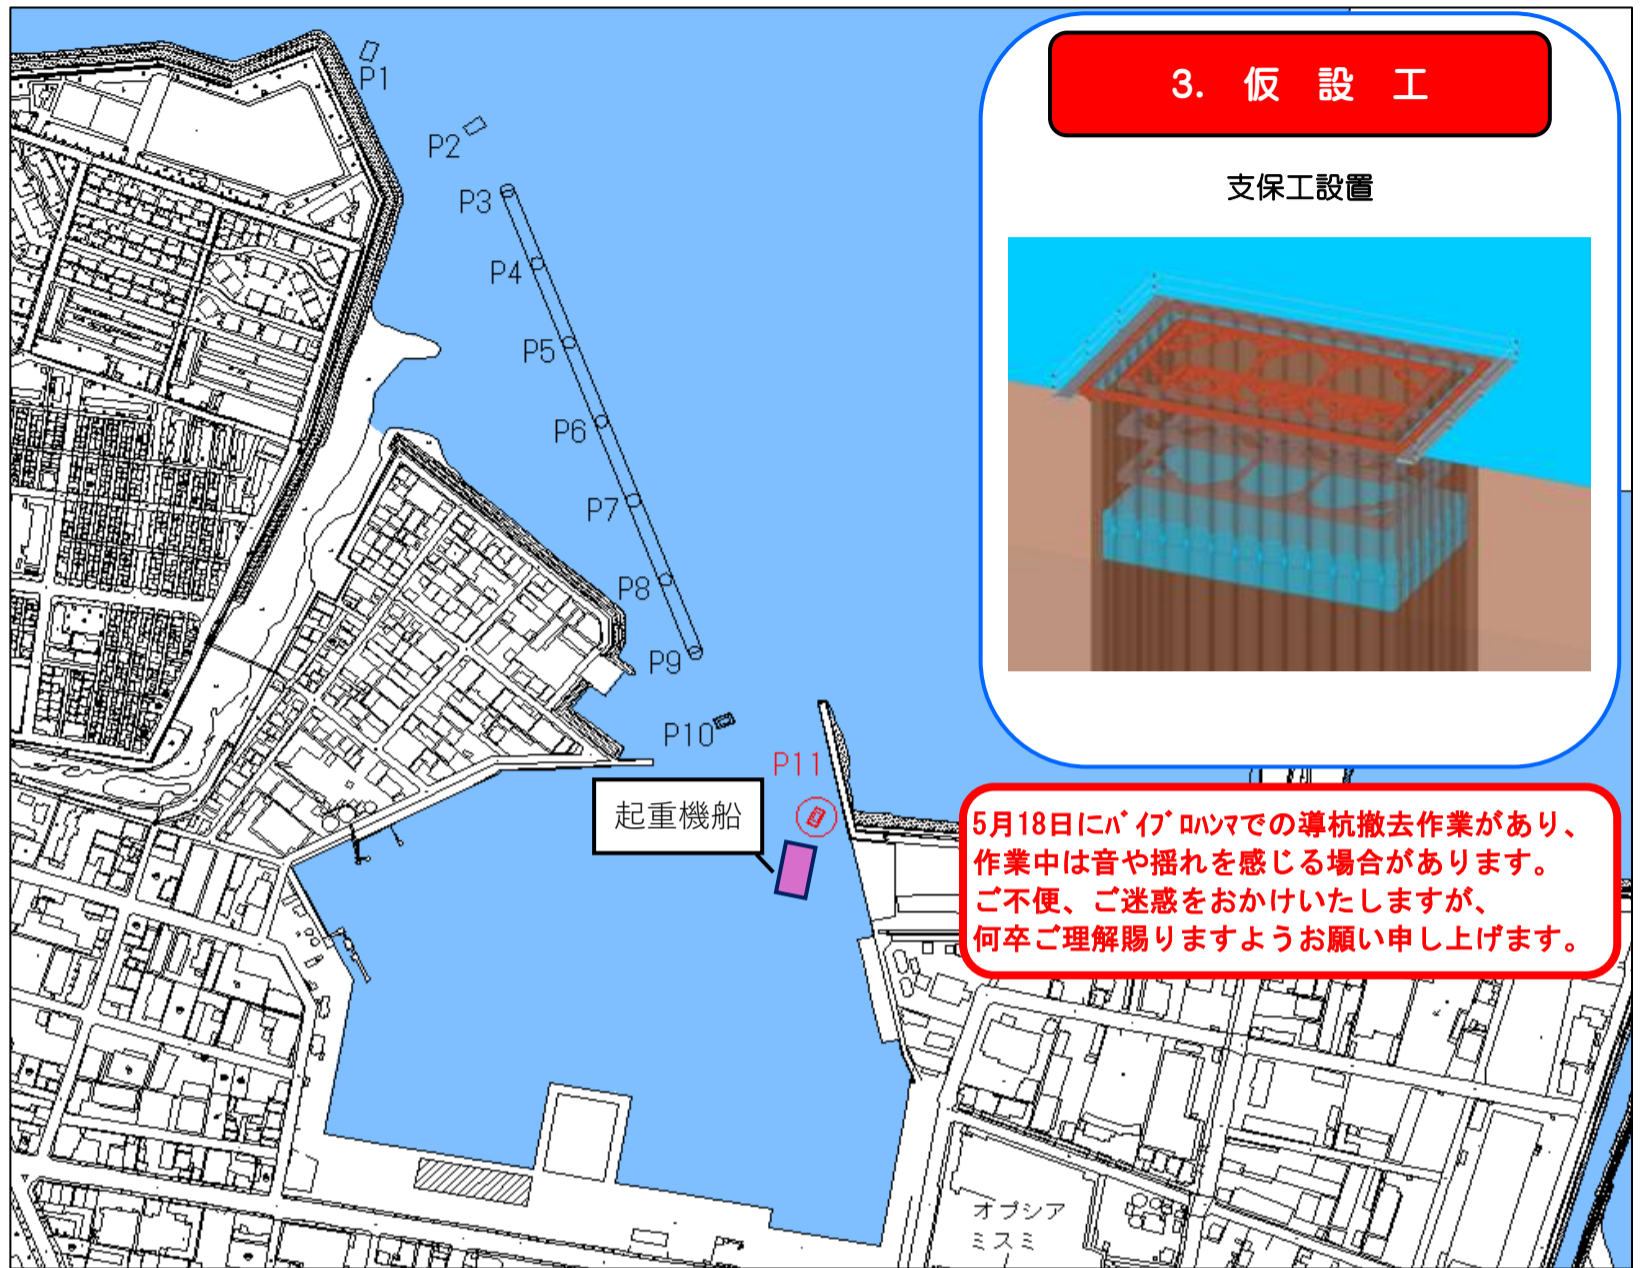 3. 仮 設 工
支保工設置
P1
P2
P3
P4
P5
P6
P7
P8
P9
P10
P11
起重機船
5月18日にﾊﾞｲﾌﾞﾛﾊﾝﾏでの導杭撤去作業があり、
作業中は音や揺れを感じる場合があります。
ご不便、ご迷惑をおかけいたしますが、
何卒ご理解賜りますようお願い申し上げます。
オプシア
ミスミ